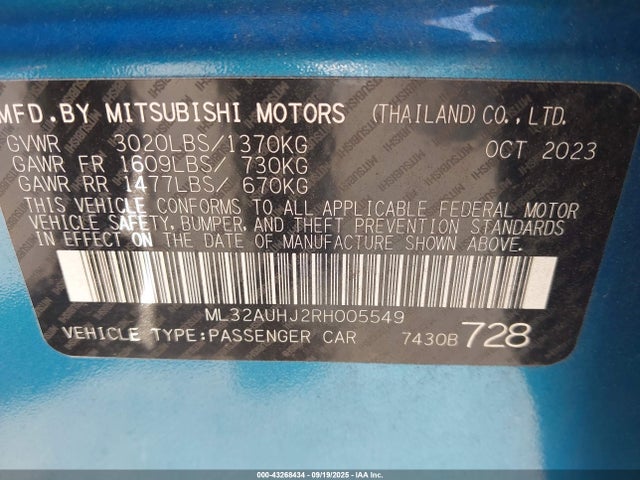 MFD.BY MITSUBISHI MOTORS (THAILAND)CO.,LTD.
GVWR 3020LBS/1370KG OCT 2023
GAWR FR 1609LBS/ 730KG
GAWR RR 1477LBS/ 670KG
THIS VEHICLE CONFORMS TO ALL APPLICABLE FEDERAL MOTOR
VEHICLE SAFETY, BUMPER, AND THEFT PREVENTION STANDARDS
IN EFFECT ON THE DATE OF MANUFACTURE SHOWN ABOVE.
ML32AUHJ2RH005549
VEHICLE TYPE:PASSENGER CAR 7430B 728
000-43268434 - 09/19/2025 - IAA Inc.